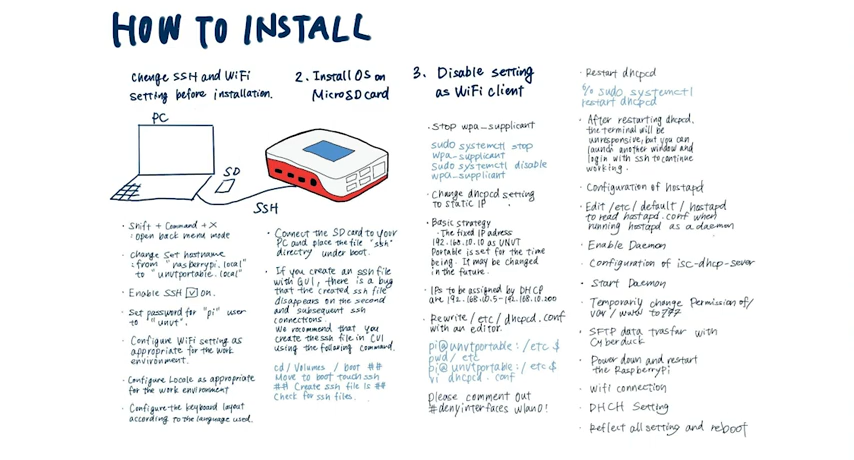 HOW TO INSTALL
Change SSH and WiFi
setting before installation.
PC
SD
SSH
· Shift + Command + X
: open back menu mode
· Change Set hostname
: from "rasberrypi.local"
to "unvtportable.local"
· Enable SSH V on.
· Set password for "pi" user
to "unvt".
· Configure WiFi setting as
appropriate for the work
environment.
· Configure Locale as appropriate
for the work environment
· Configure the keyboard layout
according to the language used.
2. Install OS on
MicroSD card
· Connect the SD card to your
PC and place the file "ssh"
directry under boot.
· If you create an ssh file
with GUI, there is a bug
that the created ssh file
disappears on the second
and subsequent ssh
connections.
We recommend that you
create the ssh file in CUI
using the following command.
cd / Volumes / boot ##
Move to boot touch ssh
## Create ssh file ls ##
Check for ssh files.
3. Disable setting
as WiFi client
· Stop wpa_supplicant
sudo systemctl stop
wpa_supplicant
Sudo systemctl disable
wpa_supplicant
· Change dhcpcd setting
to static IP
· Basic strategy
· The fixed IP adress
192.168.10.10 as UNVT
Portable is set for the time
being. It may be changed
in the future.
· IPs to be assigned by DHCP
are 192.168.10.5-192.168.10.200
· Rewrite /etc/dhcpcd.conf
with an editor.
pi@unvtportable:/etc $
pwd / etc
pi@unvtportable:/etc $
vi dhcpcd.conf
please comment out
#denyinterfaces wlan0!
· Restart dhcpcd
% sudo systemctl
restart dhcpcd
· After restarting dhcpcd,
the terminal will be
unresponsive, but you can
launch another window and
login with ssh to continue
working.
· Configuration of hostapd
· Edit /etc/default/hostapd
to read hostapd.conf when
running hostapd as a daemon
· Enable Daemon
· Configuration of isc-dhcp-sever
· Start Daemon
· Temporarily change Permission of/
var/www to 777
· SFTP data trasfar with
Cyberduck
· Power down and restart
the RaspberryPi
· Wifi connection
· DHCH Setting
· Reflect all setting and reboot